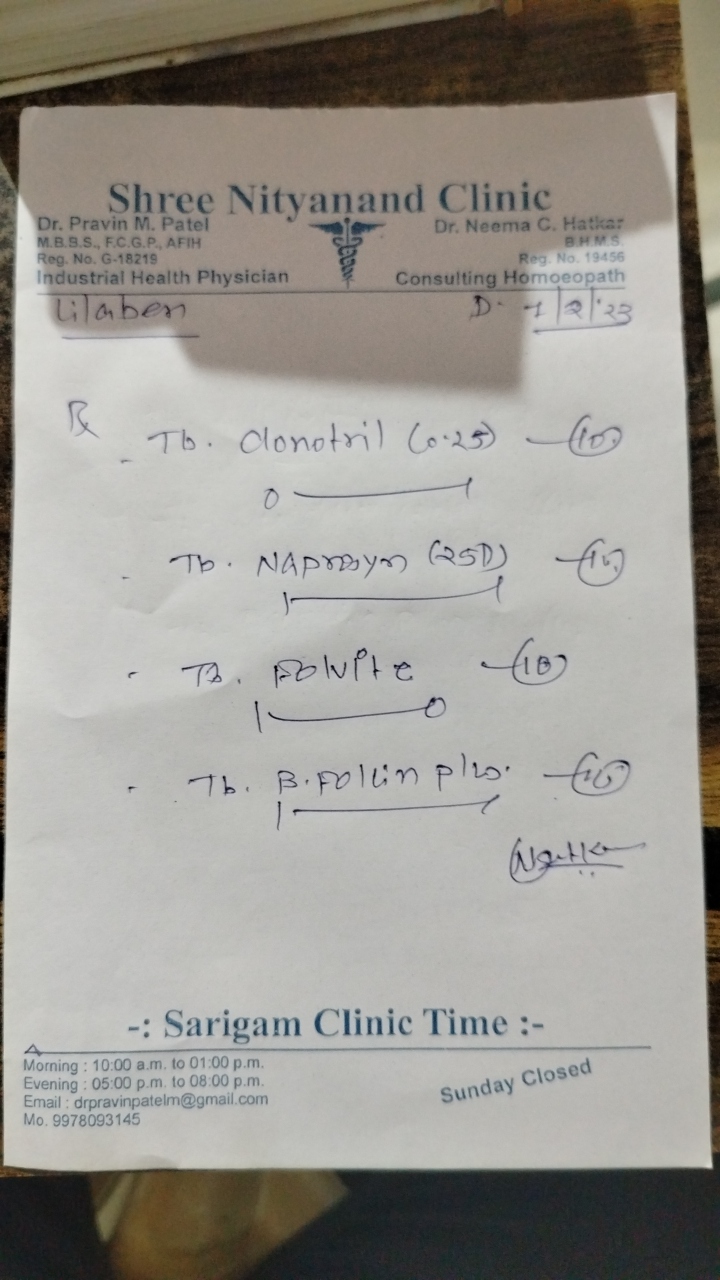 Shree Nityanand Clinic
Dr. Pravin M. Patel
M.B.B.S., F.C.G.P., AFIH
Reg. No. G-18219
Industrial Health Physician
Dr. Neema C. Hatkar
B.H.M.S.
Reg. No. 19456
Consulting Homoeopath
Lilaben D. 1/2/'23
Rx
- Tb. Clonotril (0.25) - (10)
0 — 1
- Tb. Naprosyn (250) - (10)
1 — 1
- Tb. Folvite - (10)
1 — 0
- Tb. B.Folcin plus. - (10)
1 — 1
-: Sarigam Clinic Time :-
Morning : 10:00 a.m. to 01:00 p.m.
Evening : 05:00 p.m. to 08:00 p.m.
Email : drpravinpatelm@gmail.com
Mo. 9978093145
Sunday Closed